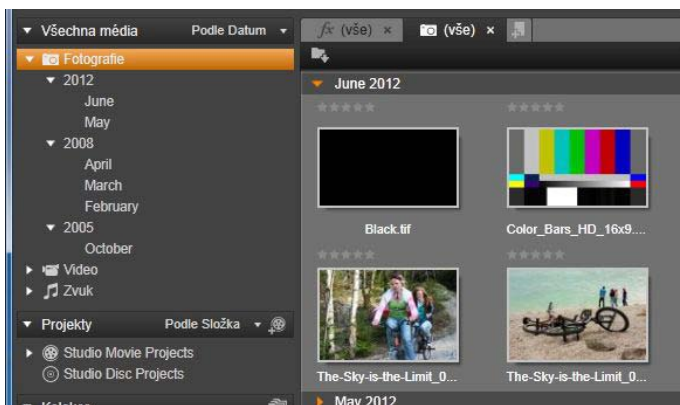 Všechna média Podle Datum
Fotografie
2012
June
May
2008
April
March
February
2005
October
Video
Zvuk
Projekty Podle Složka
Studio Movie Projects
Studio Disc Projects
fx (vše) × (vše) ×
June 2012
Black.tif Color_Bars_HD_16x9....
The-Sky-is-the-Limit_0... The-Sky-is-the-Limit_0...
May 2012